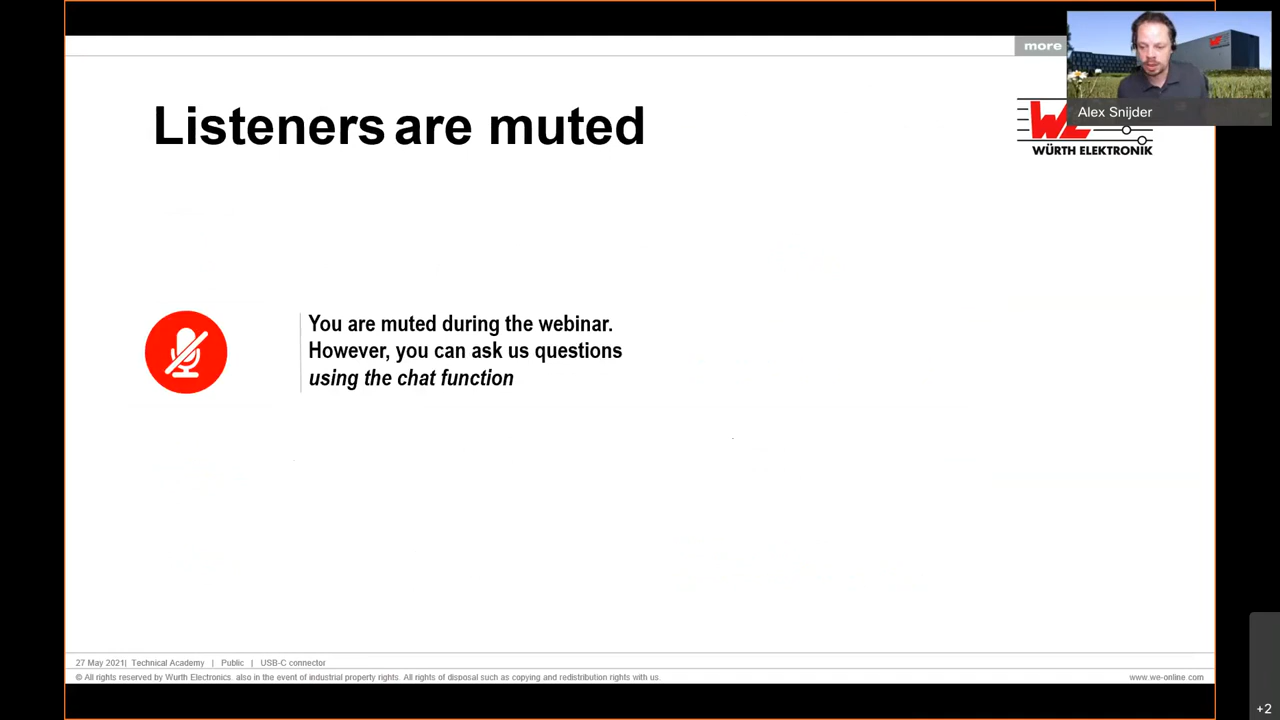 more
Alex Snijder
Listeners are muted
WE
WÜRTH ELEKTRONIK
You are muted during the webinar.
However, you can ask us questions
using the chat function
27 May 2021| Technical Academy | Public | USB-C connector
© All rights reserved by Wurth Electronics, also in the event of industrial property rights. All rights of disposal such as copying and redistribution rights with us.
www.we-online.com
+2